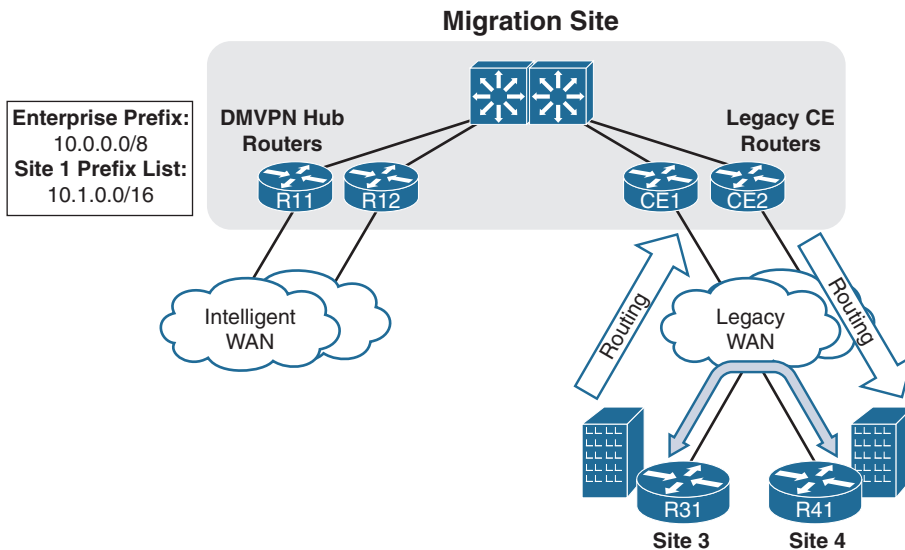 Migration Site
Enterprise Prefix:
10.0.0.0/8
Site 1 Prefix List:
10.1.0.0/16
DMVPN Hub
Routers
Legacy CE
Routers
R11
R12
CE1
CE2
Intelligent
WAN
Routing
Legacy
WAN
Routing
R31
R41
Site 3
Site 4